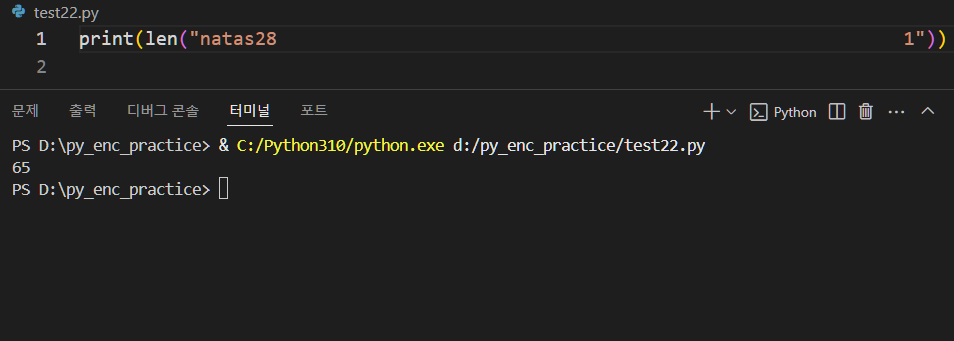 test22.py
1 print(len("natas28                                                         1"))
2
문제 출력 디버그 콘솔 터미널 포트 Python
PS D:\py_enc_practice> & C:/Python310/python.exe d:/py_enc_practice/test22.py
65
PS D:\py_enc_practice>